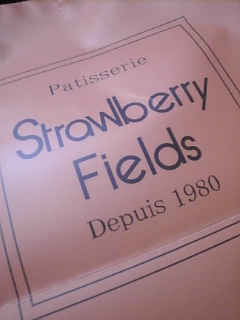 Patisserie
Strawberry
Fields
Depuis 1980